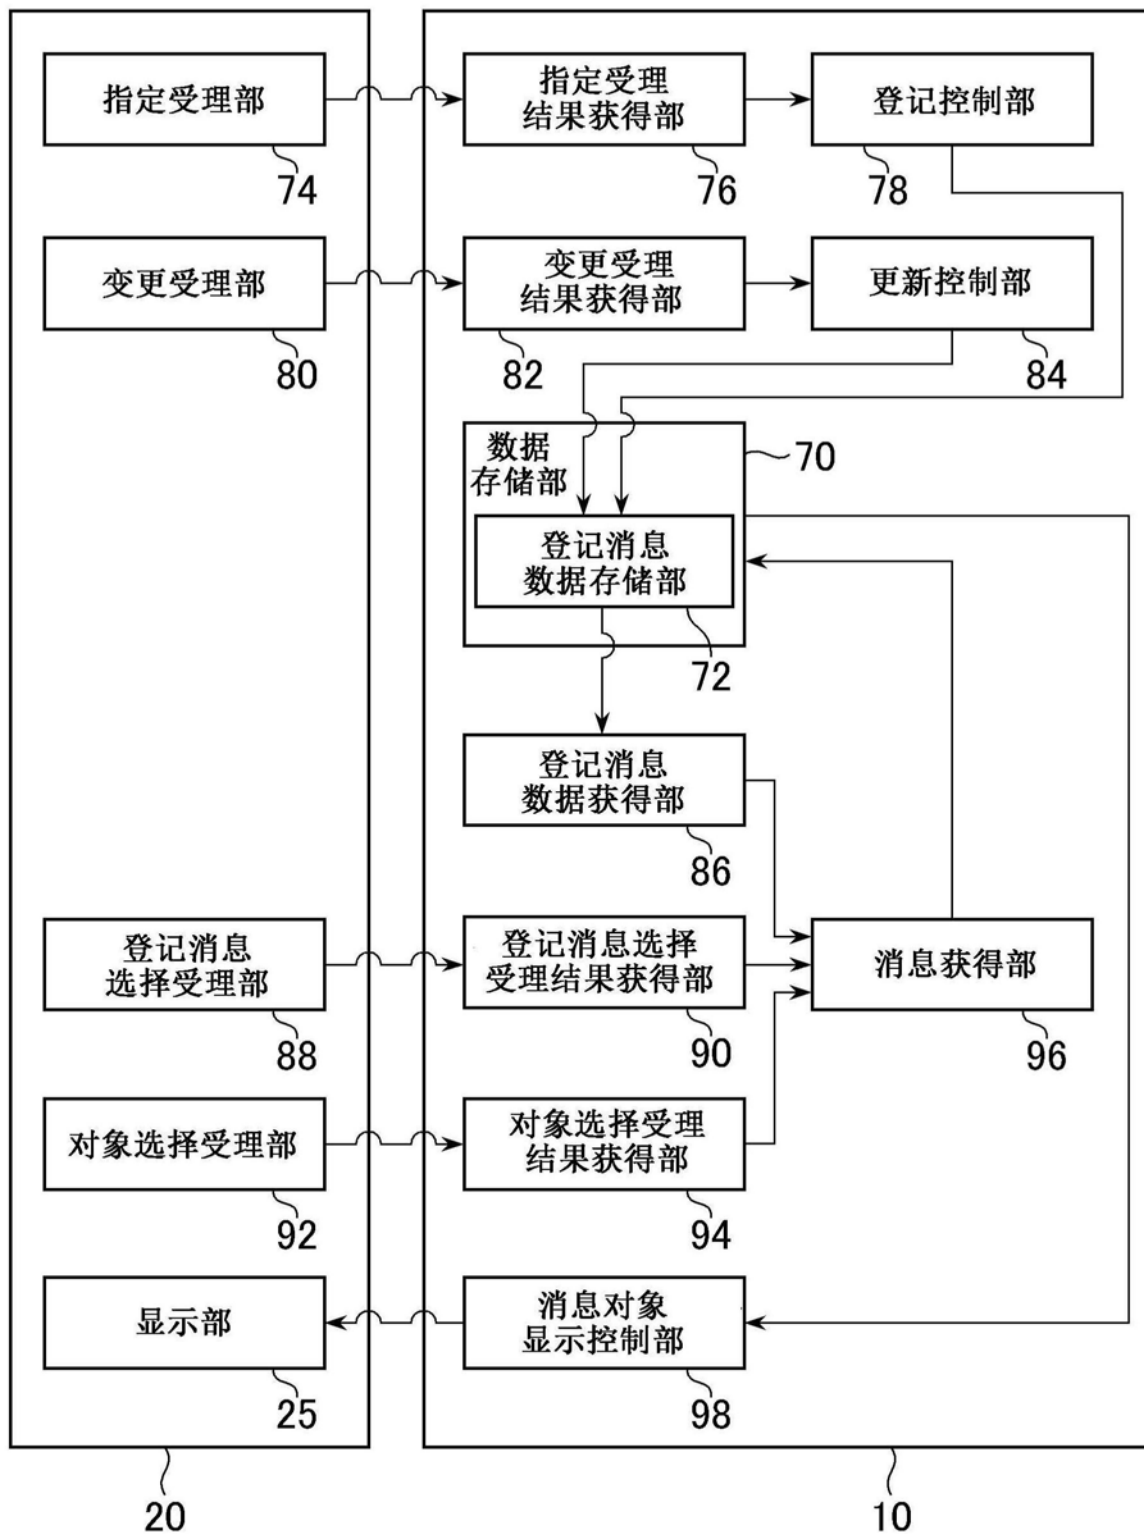 指定受理部
74
指定受理
结果获得部
76
登记控制部
78
变更受理部
80
变更受理
结果获得部
82
更新控制部
84
数据
存储部
70
登记消息
数据存储部
72
登记消息
数据获得部
86
登记消息
选择受理部
88
登记消息选择
受理结果获得部
90
消息获得部
96
对象选择受理部
92
对象选择受理
结果获得部
94
显示部
25
消息对象
显示控制部
98
20
10